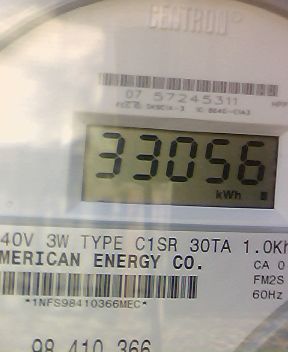 CENTRON®
07 57245311
33056
kWh
40V 3W TYPE C1SR 30TA 1.0Kh
MERICAN ENERGY CO.
CA 0
FM2S
*1NFS98410366MEC*
60Hz
98 410 366